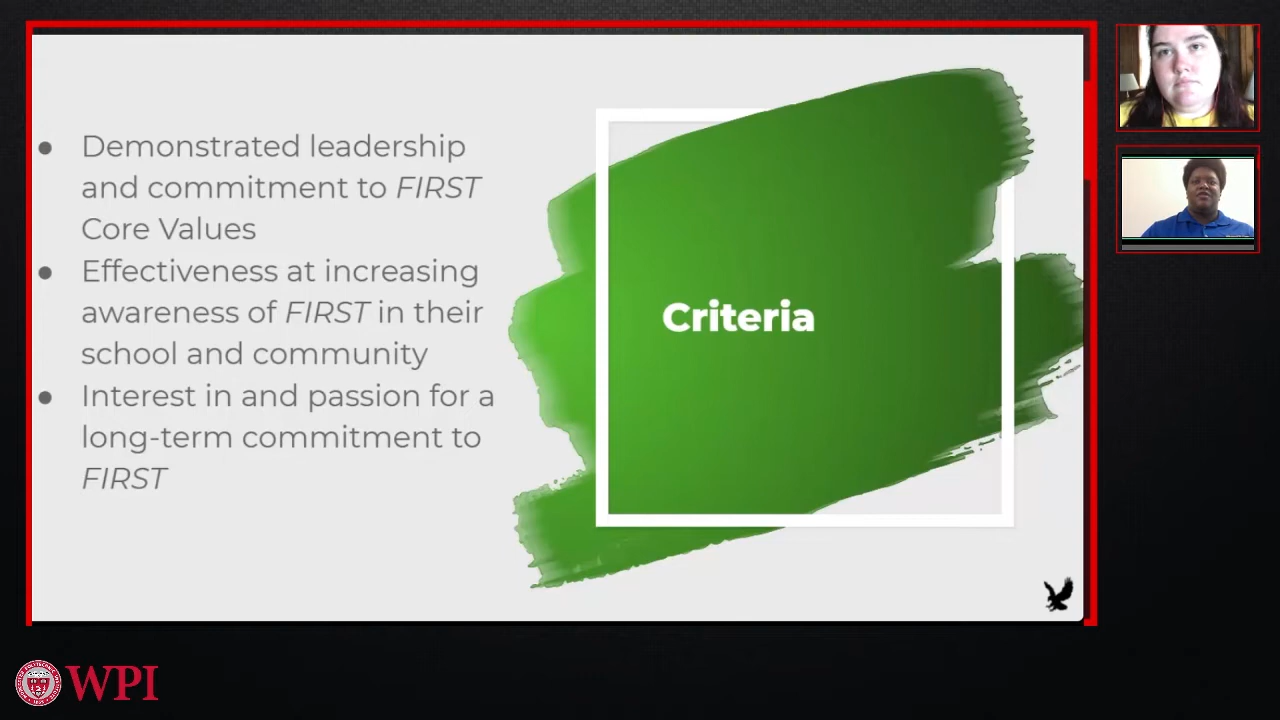 ● Demonstrated leadership
and commitment to FIRST
Core Values
● Effectiveness at increasing
awareness of FIRST in their
school and community
● Interest in and passion for a
long-term commitment to
FIRST
Criteria
WPI